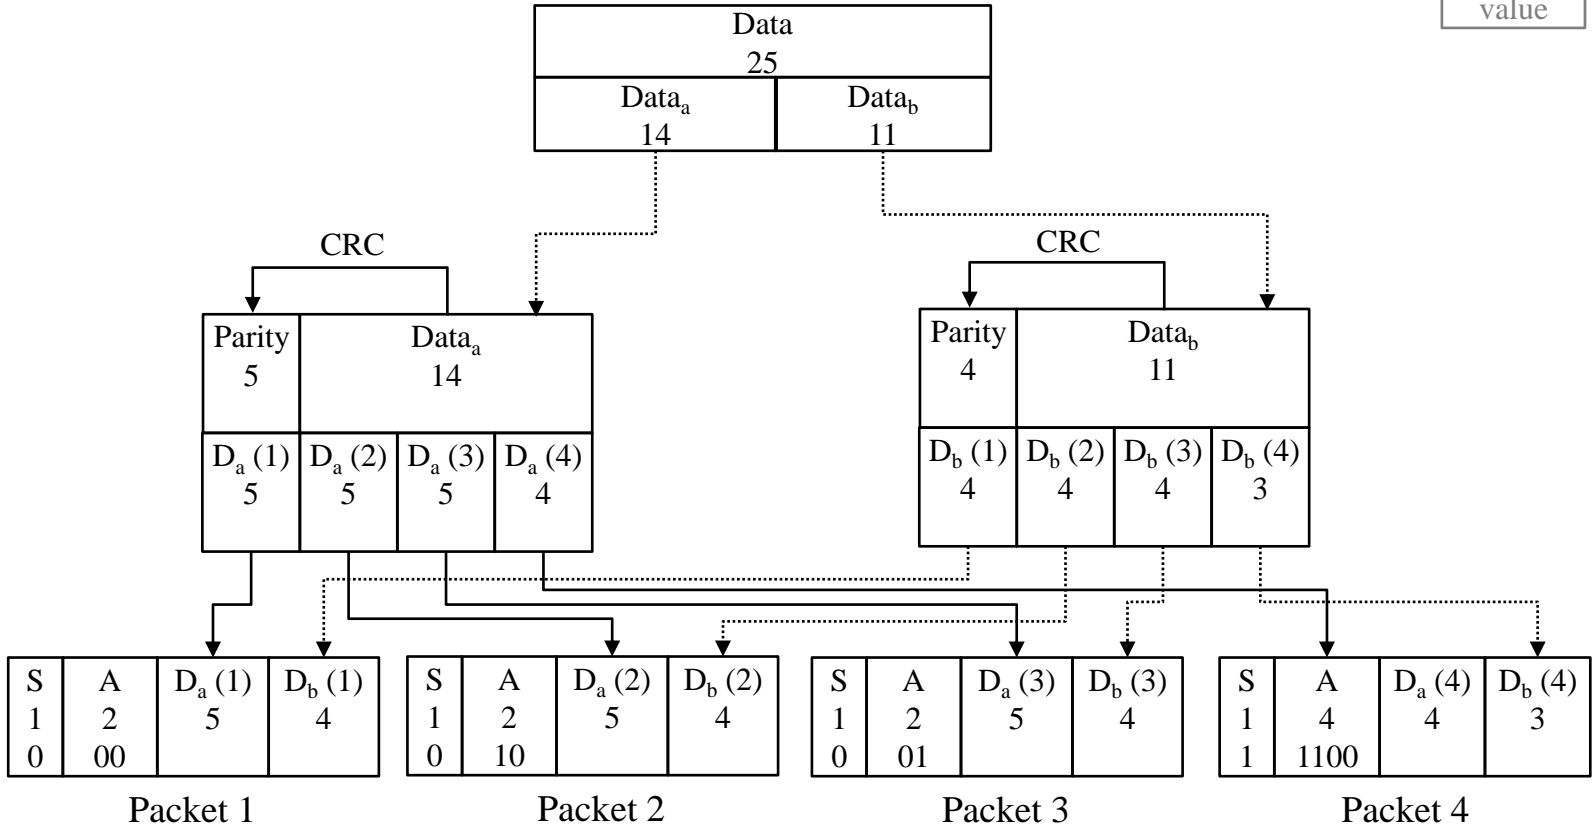 value
Data
25
Data_a Data_b
14 11
CRC CRC
Parity Data_a Parity Data_b
5 14 4 11
D_a (1) D_a (2) D_a (3) D_a (4) D_b (1) D_b (2) D_b (3) D_b (4)
5 5 5 4 4 4 4 3
S A D_a (1) D_b (1) S A D_a (2) D_b (2) S A D_a (3) D_b (3) S A D_a (4) D_b (4)
1 2 5 4 1 2 5 4 1 2 5 4 1 4 4 3
0 00 0 10 0 01 1 1100
Packet 1 Packet 2 Packet 3 Packet 4